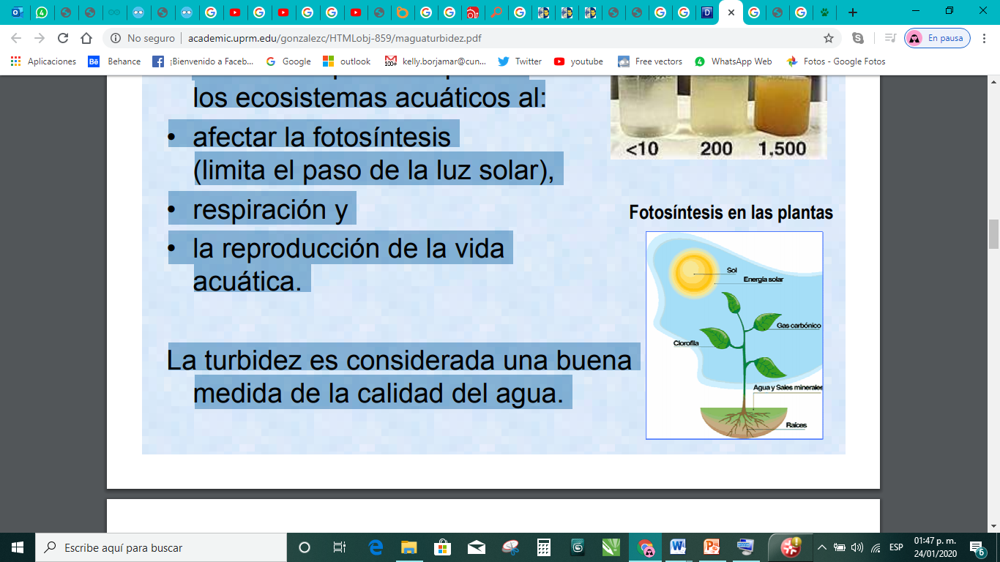 No seguro
academic.uprm.edu/gonzalezc/HTMLobj-859/maguaturbidez.pdf
En pausa
Aplicaciones
Behance
¡Bienvenido a Faceb...
Google
outlook
kelly.borjamar@cun...
Twitter
youtube
Free vectors
WhatsApp Web
Fotos - Google Fotos
los ecosistemas acuáticos al:
• afectar la fotosíntesis
(limita el paso de la luz solar),
• respiración y
• la reproducción de la vida
acuática.
La turbidez es considerada una buena
medida de la calidad del agua.
<10 200 1,500
Fotosíntesis en las plantas
Sol
Energía solar
Gas carbónico
Clorofila
Agua y Sales minerales
Raíces
Escribe aquí para buscar
ESP
01:47 p. m.
24/01/2020
6